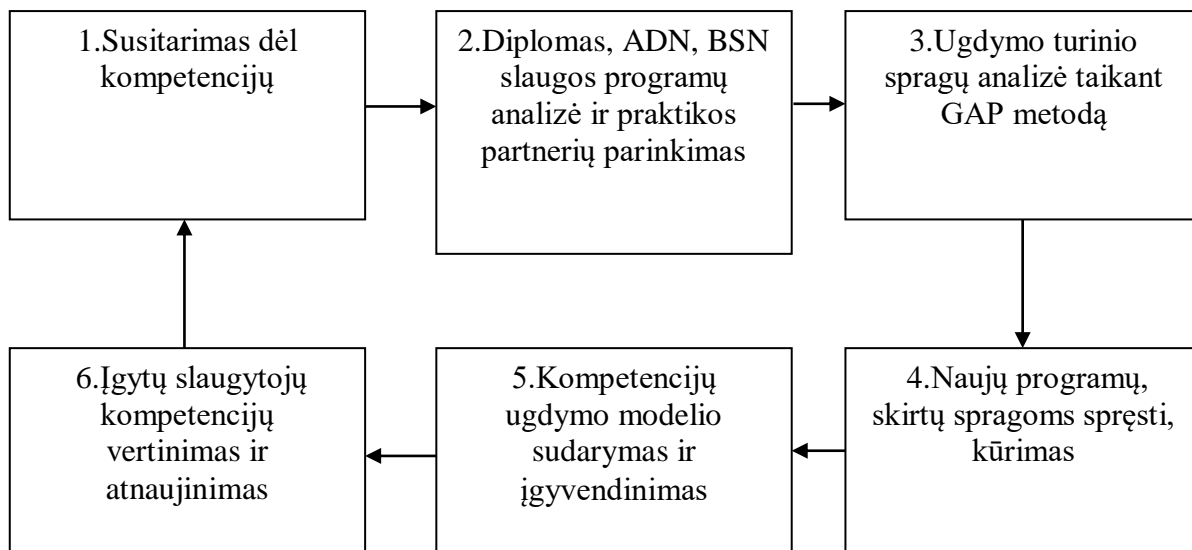 1.Susitarimas dėl
kompetencijų
2.Diplomas, ADN, BSN
slaugos programų
analizė ir praktikos
partnerių parinkimas
3.Ugdymo turinio
spragų analizė taikant
GAP metodą
4.Naujų programų,
skirtų spragoms spręsti,
kūrimas
5.Kompetencijų
ugdymo modelio
sudarymas ir
įgyvendinimas
6.Įgytų slaugytojų
kompetencijų
vertinimas ir
atnaujinimas